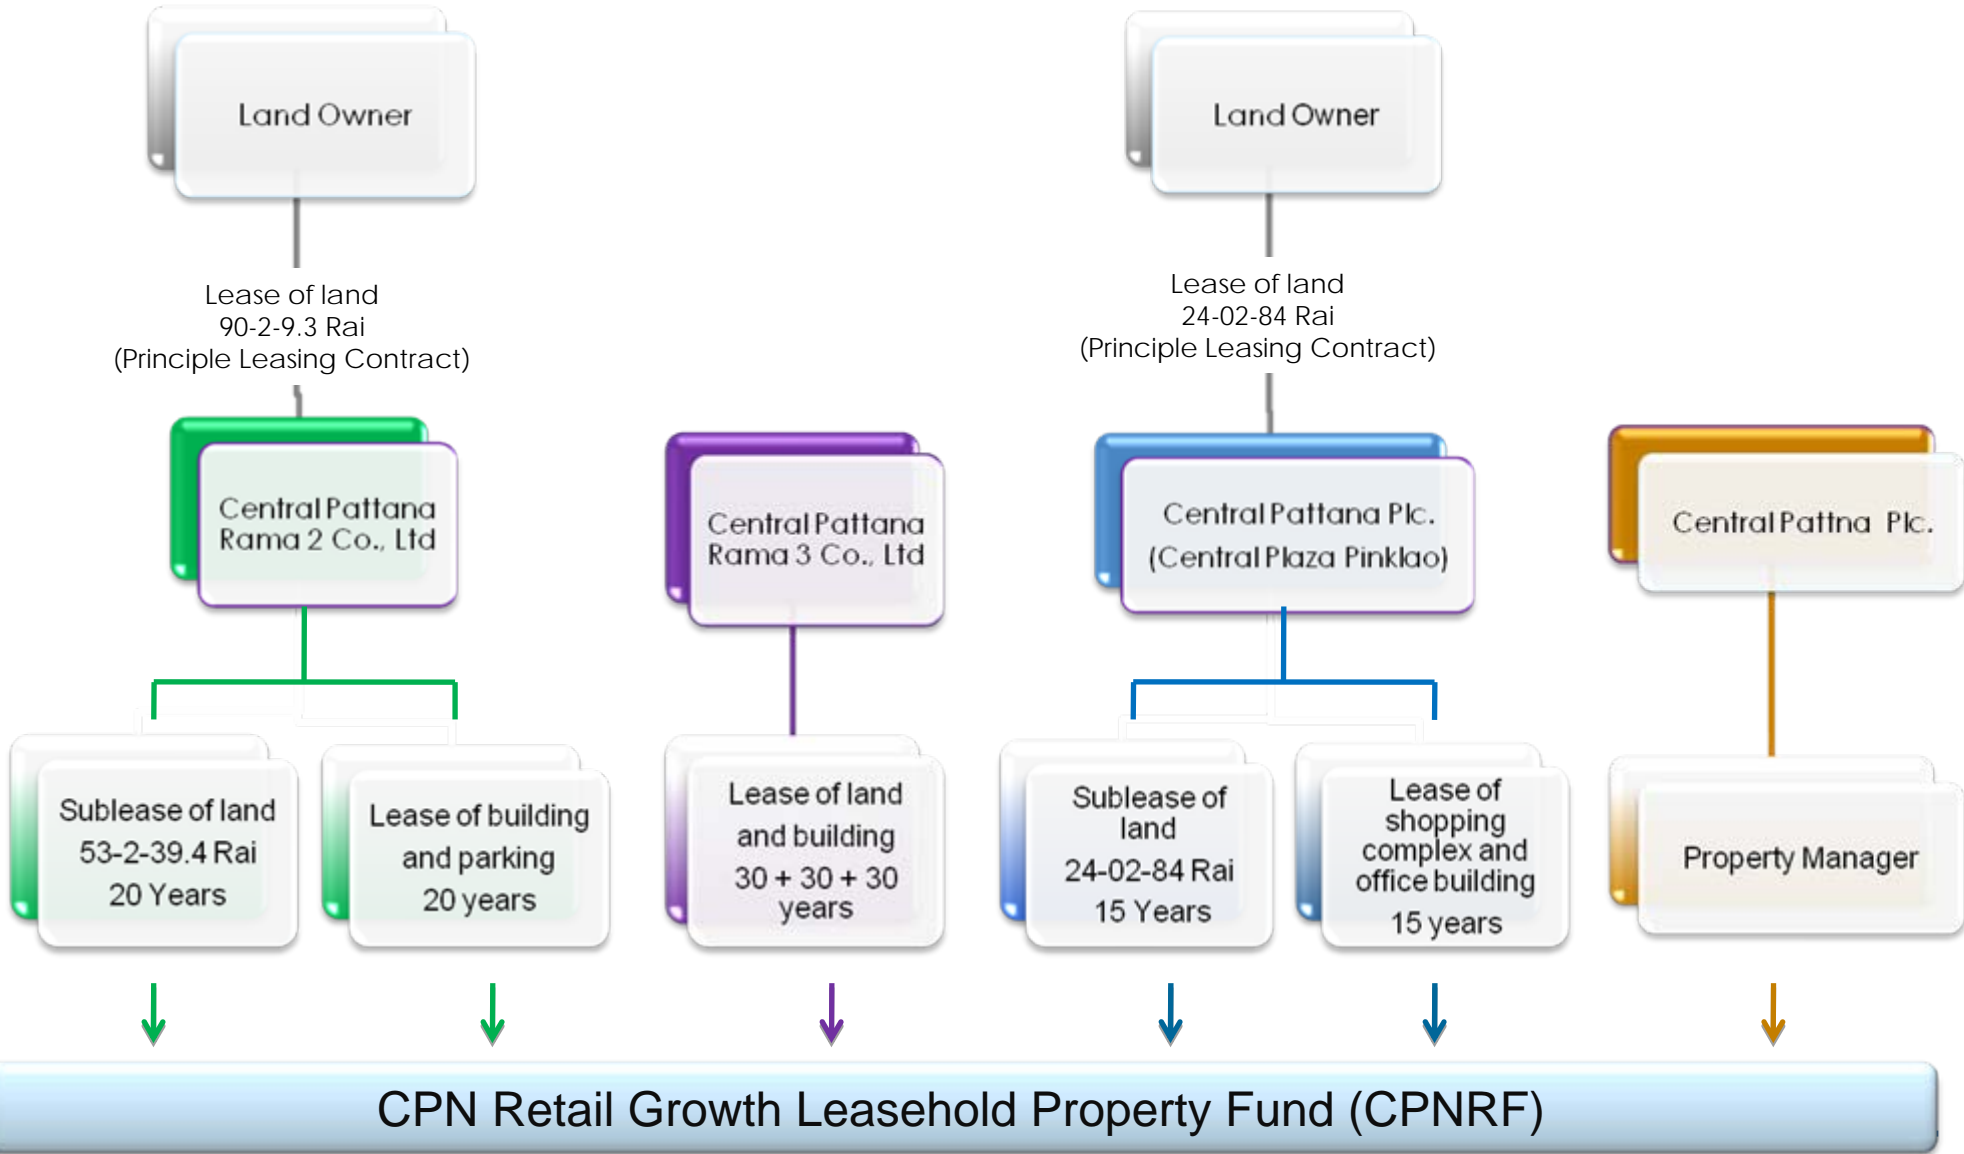 Land Owner
Land Owner
Lease of land
90-2-9.3 Rai
(Principle Leasing Contract)
Lease of land
24-02-84 Rai
(Principle Leasing Contract)
Central Pattana
Rama 2 Co., Ltd
Central Pattana
Rama 3 Co., Ltd
Central Pattana Plc.
(Central Plaza Pinklao)
Central Pattna Plc.
Sublease of land
53-2-39.4 Rai
20 Years
Lease of building
and parking
20 years
Lease of land
and building
30 + 30 + 30
years
Sublease of
land
24-02-84 Rai
15 Years
Lease of
shopping
complex and
office building
15 years
Property Manager
CPN Retail Growth Leasehold Property Fund (CPNRF)